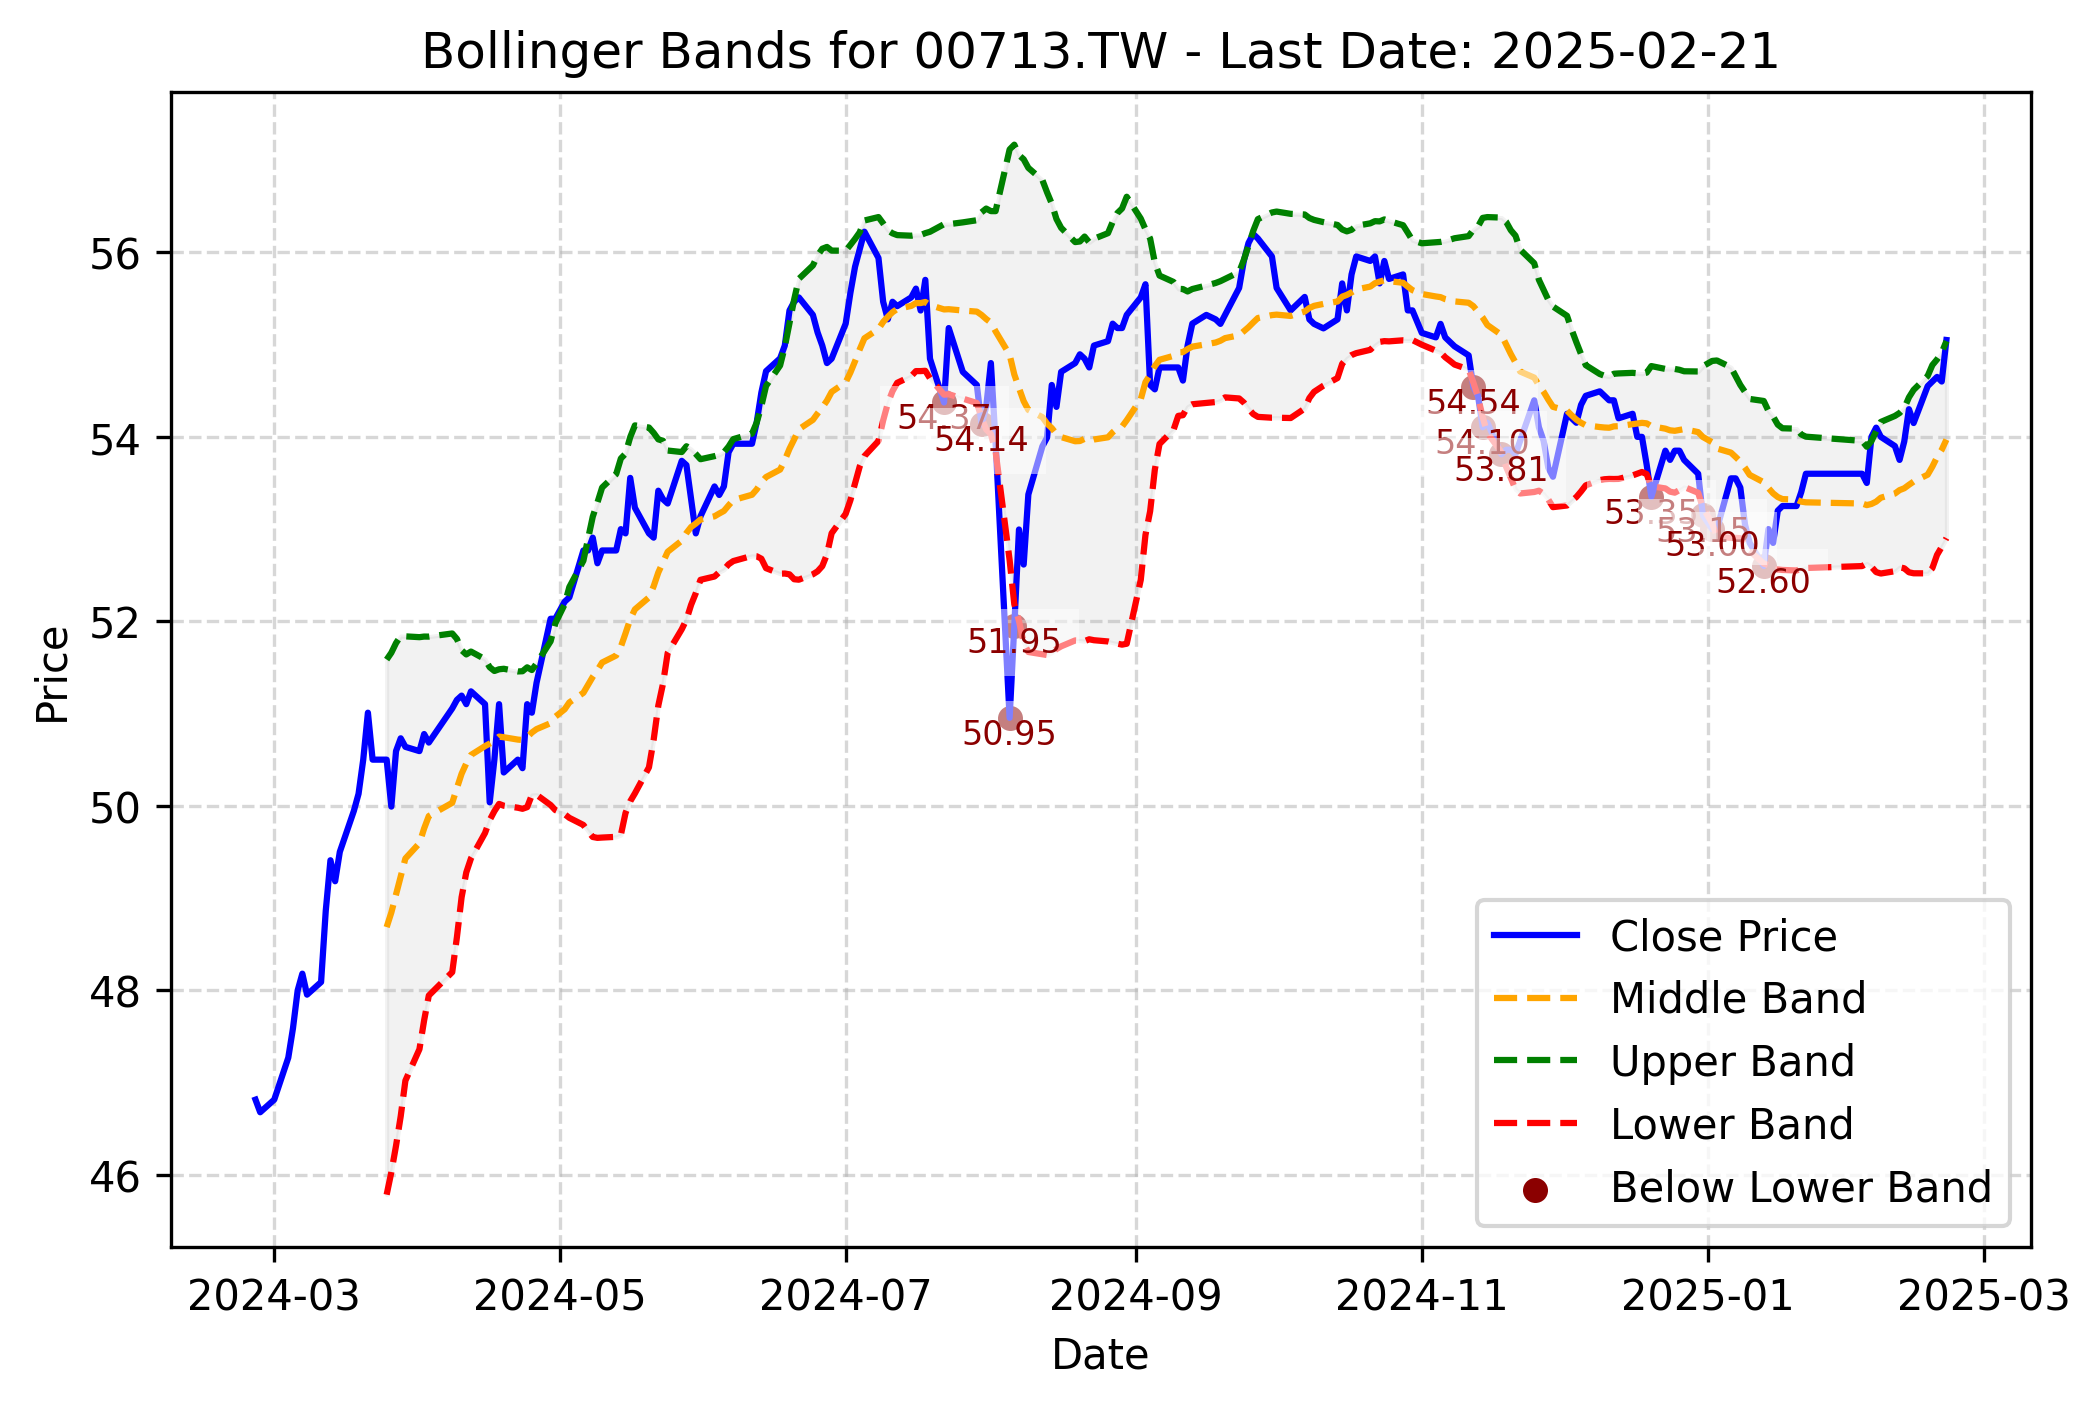 Bollinger Bands for 00713.TW - Last Date: 2025-02-21
Price
56
54
52
50
48
46
54.37
54.14
51.95
50.95
54.54
54.10
53.81
53.35
53.15
53.00
52.60
Close Price
Middle Band
Upper Band
Lower Band
Below Lower Band
2024-03 2024-05 2024-07 2024-09 2024-11 2025-01 2025-03
Date